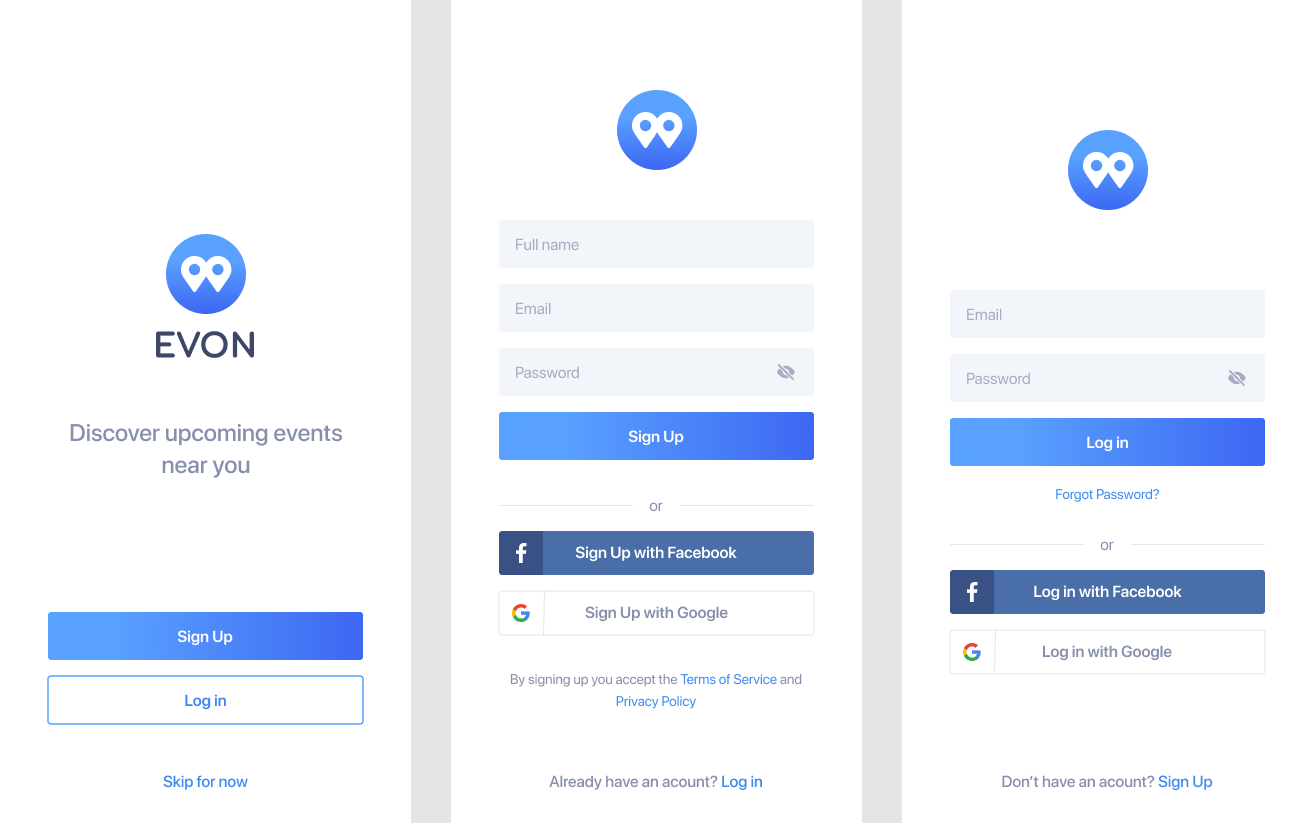 EVON
Discover upcoming events
near you
Sign Up
Log in
Skip for now
Full name
Email
Password
Sign Up
or
f
Sign Up with Facebook
G
Sign Up with Google
By signing up you accept the Terms of Service and
Privacy Policy
Already have an acount? Log in
Email
Password
Log in
Forgot Password?
or
f
Log in with Facebook
G
Log in with Google
Don't have an acount? Sign Up